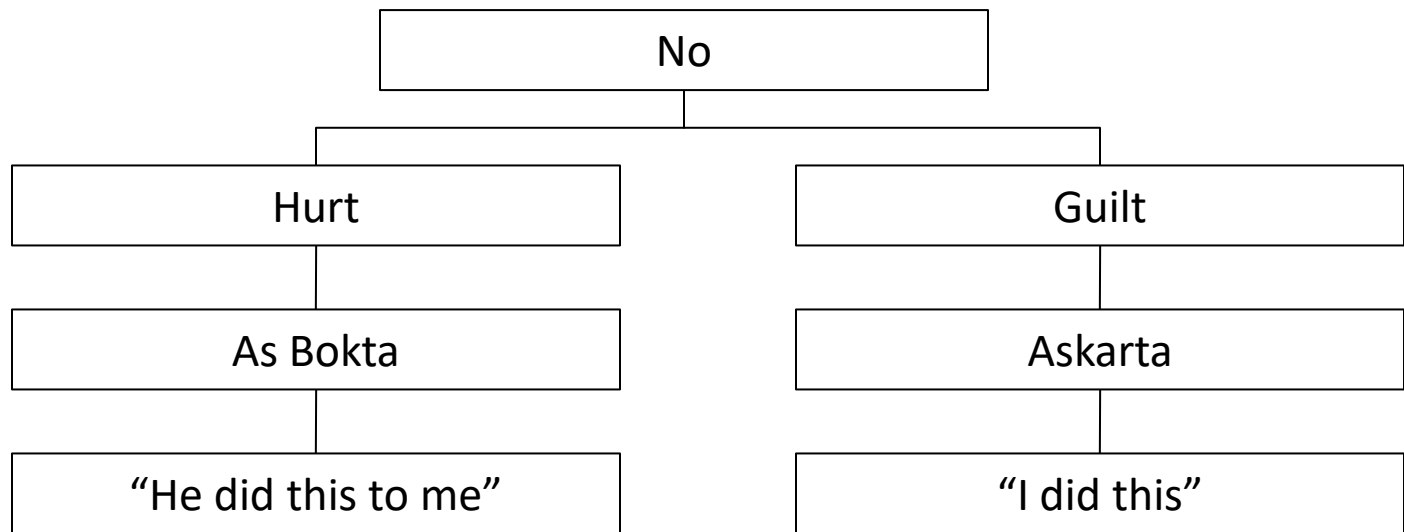 No
Hurt
Guilt
As Bokta
Askarta
“He did this to me”
“I did this”